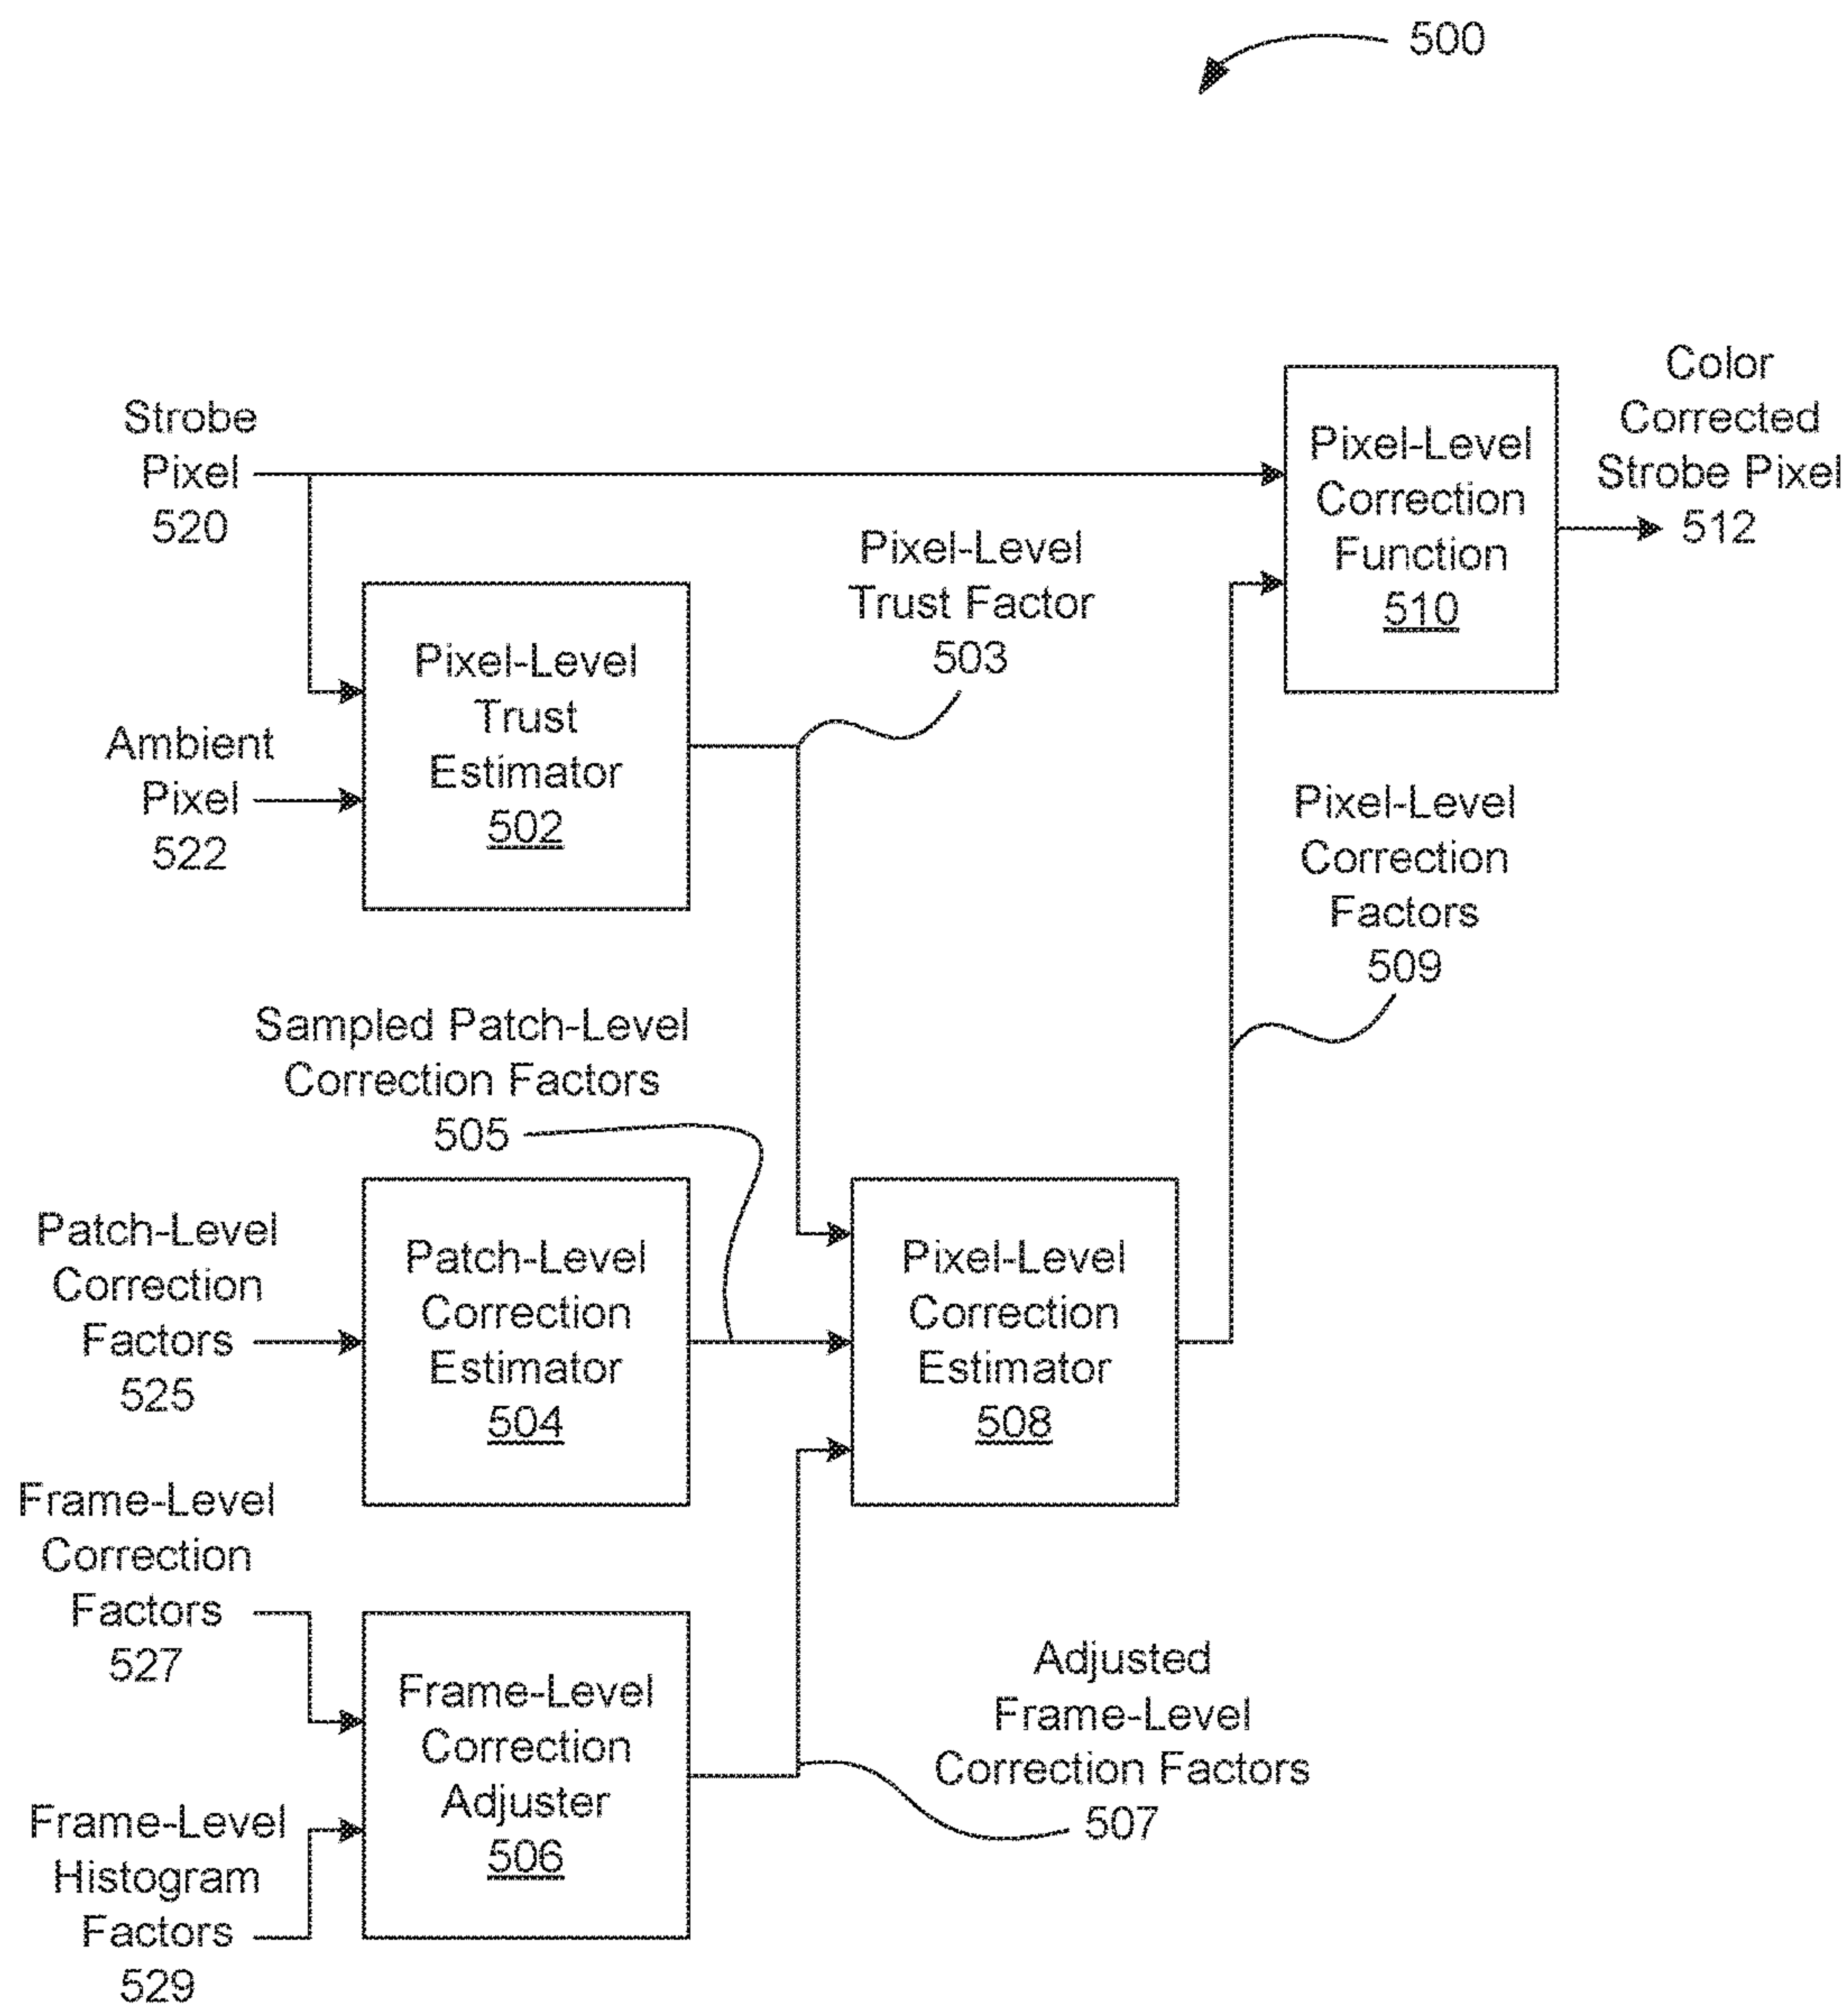 500
Strobe
Pixel
520
Ambient
Pixel
522
Pixel-Level
Trust
Estimator
502
Pixel-Level
Trust Factor
503
Pixel-Level
Correction
Function
510
Color
Corrected
Strobe Pixel
512
Pixel-Level
Correction
Factors
509
Sampled Patch-Level
Correction Factors
505
Patch-Level
Correction
Factors
525
Patch-Level
Correction
Estimator
504
Pixel-Level
Correction
Estimator
508
Frame-Level
Correction
Factors
527
Frame-Level
Histogram
Factors
529
Frame-Level
Correction
Adjuster
506
Adjusted
Frame-Level
Correction Factors
507